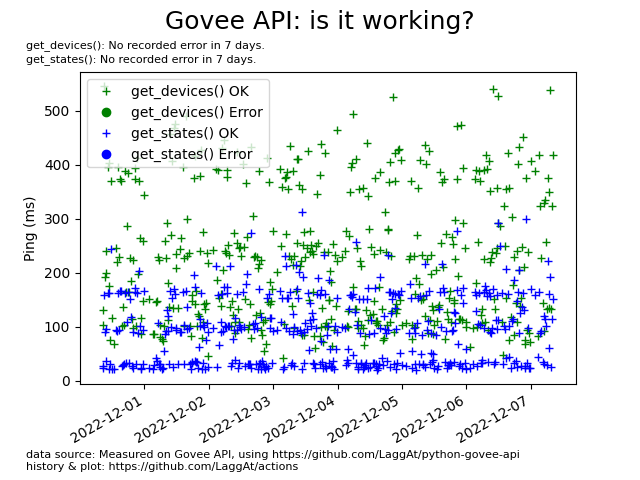 Govee API: is it working?
get_devices(): No recorded error in 7 days.
get_states(): No recorded error in 7 days.
get_devices() OK
get_devices() Error
get_states() OK
get_states() Error
Ping (ms)
500
400
300
200
100
0
2022-12-01
2022-12-02
2022-12-03
2022-12-04
2022-12-05
2022-12-06
2022-12-07
data source: Measured on Govee API, using https://github.com/LaggAt/python-govee-api
history & plot: https://github.com/LaggAt/actions